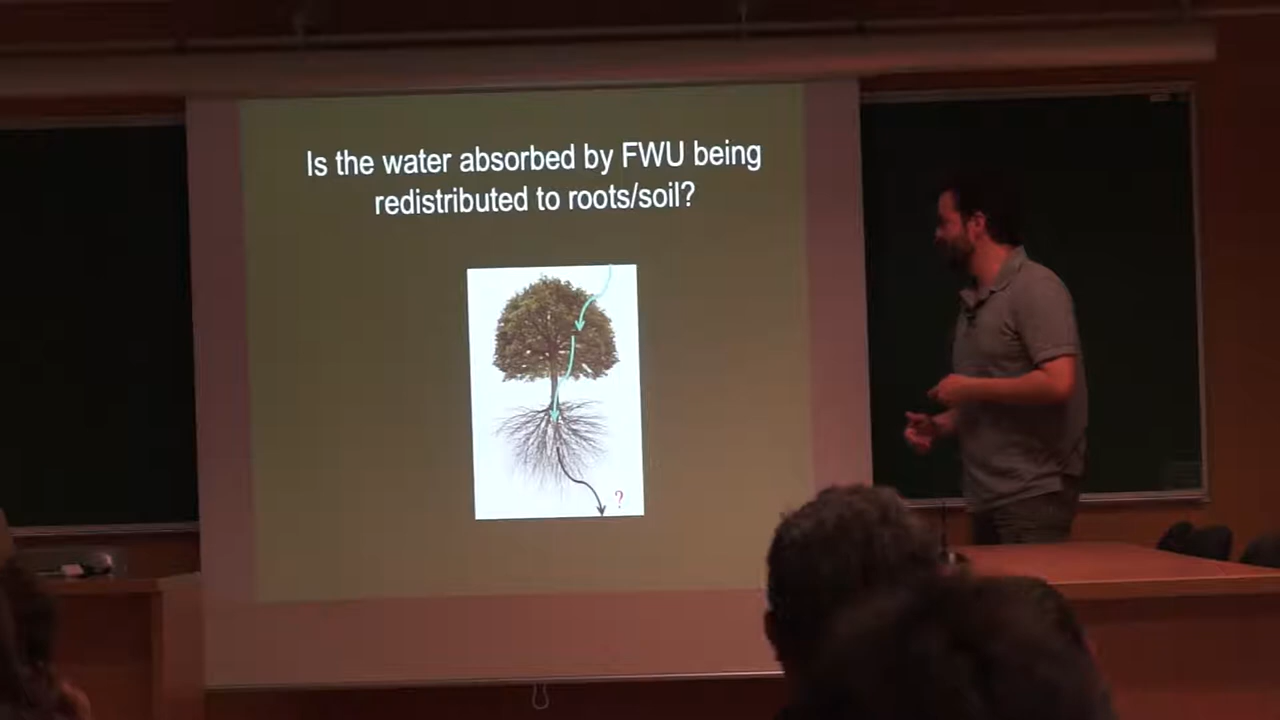 Is the water absorbed by FWU being
redistributed to roots/soil?
?